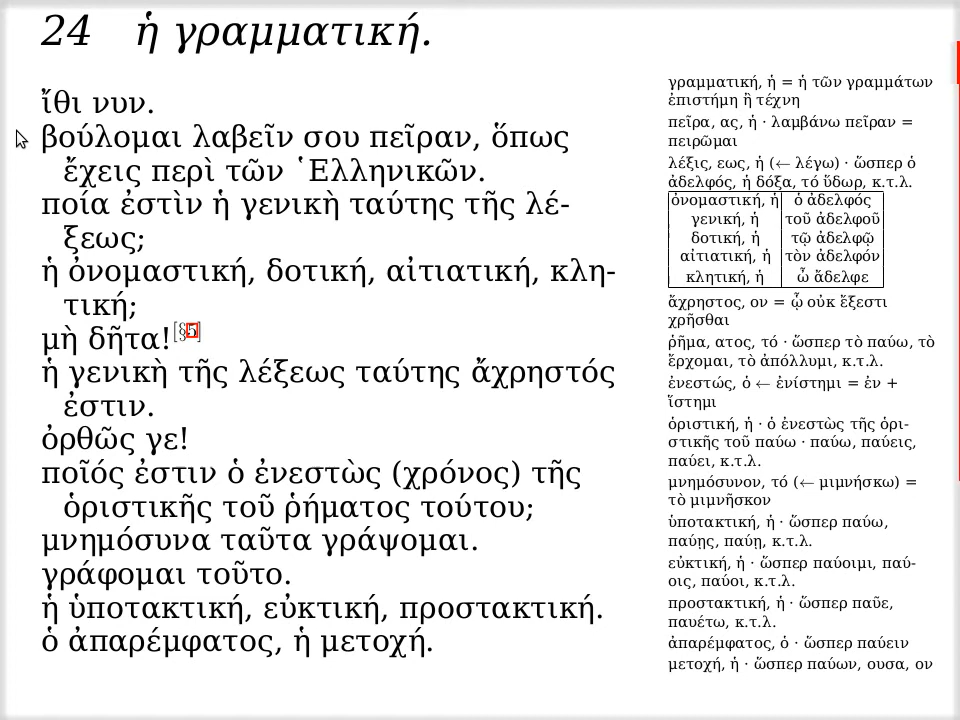 24 ἡ γραμματική.
ἴθι νυν.
βούλομαι λαβεῖν σου πεῖραν, ὅπως
ἔχεις περὶ τῶν ῾Ελληνικῶν.
ποία ἐστὶν ἡ γενικὴ ταύτης τῆς λέ-
ξεως;
ἡ ὀνομαστική, δοτική, αἰτιατική, κλη-
τική;
μὴ δῆτα![§5]
ἡ γενικὴ τῆς λέξεως ταύτης ἄχρηστός
ἐστιν.
ὀρθῶς γε!
ποῖός ἐστιν ὁ ἐνεστὼς (χρόνος) τῆς
ὁριστικῆς τοῦ ῥήματος τούτου;
μνημόσυνα ταῦτα γράψομαι.
γράφομαι τοῦτο.
ἡ ὑποτακτική, εὐκτική, προστακτική.
ὁ ἀπαρέμφατος, ἡ μετοχή.
γραμματική, ἡ = ἡ τῶν γραμμάτων
ἐπιστήμη ἢ τέχνη
πεῖρα, ας, ἡ · λαμβάνω πεῖραν =
πειρῶμαι
λέξις, εως, ἡ (← λέγω) · ὥσπερ ὁ
ἀδελφός, ἡ δόξα, τό ὕδωρ, κ.τ.λ.
ὀνομαστική, ἡ ὁ ἀδελφός
γενική, ἡ τοῦ ἀδελφοῦ
δοτική, ἡ τῷ ἀδελφῷ
αἰτιατική, ἡ τὸν ἀδελφόν
κλητική, ἡ ὦ ἄδελφε
ἄχρηστος, ον = ᾧ οὐκ ἔξεστι
χρῆσθαι
ῥῆμα, ατος, τό · ὥσπερ τὸ παύω, τὸ
ἔρχομαι, τὸ ἀπόλλυμι, κ.τ.λ.
ἐνεστώς, ὁ ← ἐνίστημι = ἐν +
ἵστημι
ὁριστική, ἡ · ὁ ἐνεστὼς τῆς ὁρι-
στικῆς τοῦ παύω · παύω, παύεις,
παύει, κ.τ.λ.
μνημόσυνον, τό (← μιμνήσκω) =
τὸ μιμνῆσκον
ὑποτακτική, ἡ · ὥσπερ παύω,
παύῃς, παύῃ, κ.τ.λ.
εὐκτική, ἡ · ὥσπερ παύοιμι, παύ-
οις, παύοι, κ.τ.λ.
προστακτική, ἡ · ὥσπερ παῦε,
παυέτω, κ.τ.λ.
ἀπαρέμφατος, ὁ · ὥσπερ παύειν
μετοχή, ἡ · ὥσπερ παύων, ουσα, ον